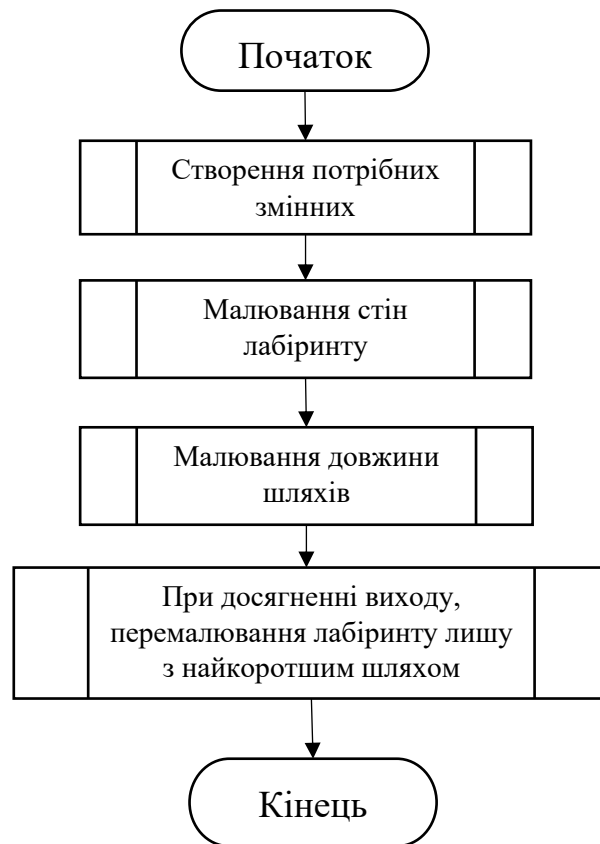 Початок
Створення потрібних
змінних
Малювання стін
лабіринту
Малювання довжини
шляхів
При досягненні виходу,
перемалювання лабіринту лишу
з найкоротшим шляхом
Кінець